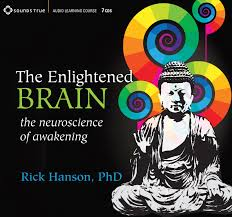 sounds true
AUDIO LEARNING COURSE
7 CDS
The Enlightened
BRAIN
the neuroscience
of awakening
Rick Hanson, PhD